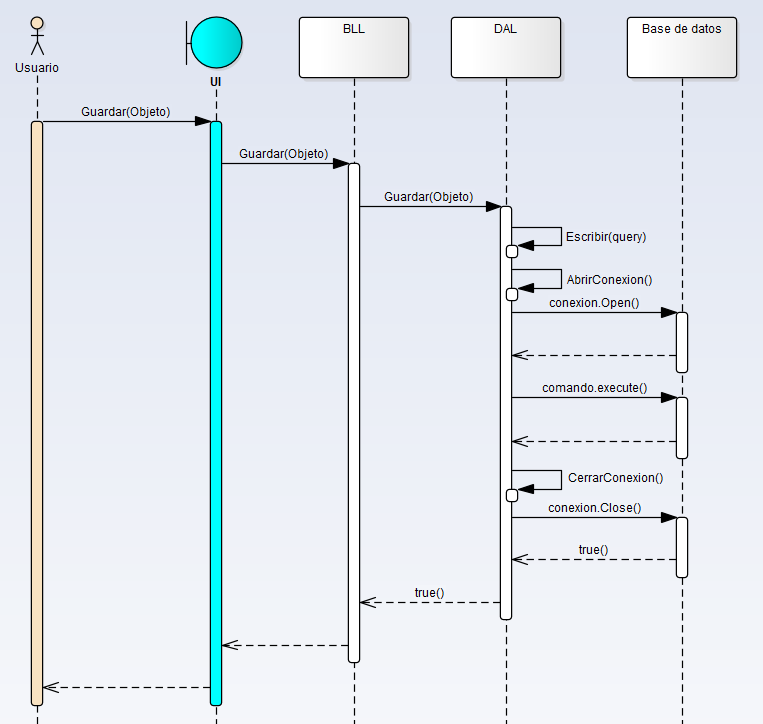 Usuario
UI
BLL
DAL
Base de datos
Guardar(Objeto)
Guardar(Objeto)
Guardar(Objeto)
Escribir(query)
AbrirConexion()
conexion.Open()
comando.execute()
CerrarConexion()
conexion.Close()
true()
true()